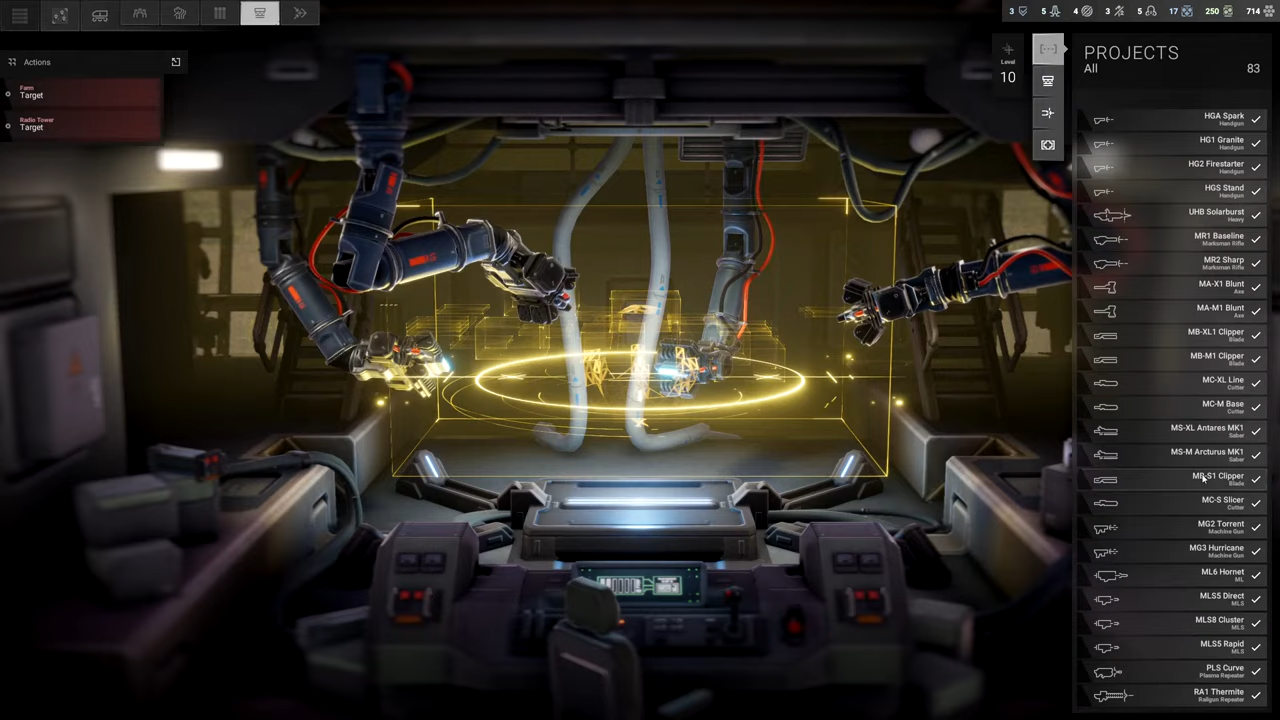 3 5 4 3 5 17 250 714
Actions
Farm
Target
Radio Tower
Target
Level
10
PROJECTS
All 83
HGA Spark
Handgun
HG1 Granite
Handgun
HG2 Firestarter
Handgun
HGS Stand
Handgun
UHB Solarburst
Heavy
MR1 Baseline
Marksman Rifle
MR2 Sharp
Marksman Rifle
MA-X1 Blunt
Axe
MA-M1 Blunt
Axe
MB-XL1 Clipper
Blade
MB-M1 Clipper
Blade
MC-XL Line
Cutter
MC-M Base
Cutter
MS-XL Antares MK1
Saber
MS-M Arcturus MK1
Saber
MB-S1 Clipper
Blade
MC-S Slicer
Cutter
MG2 Torrent
Machine Gun
MG3 Hurricane
Machine Gun
ML6 Hornet
ML
MLS5 Direct
MLS
MLS8 Cluster
MLS
MLS5 Rapid
MLS
PLS Curve
Plasma Repeater
RA1 Thermite
Railgun Repeater